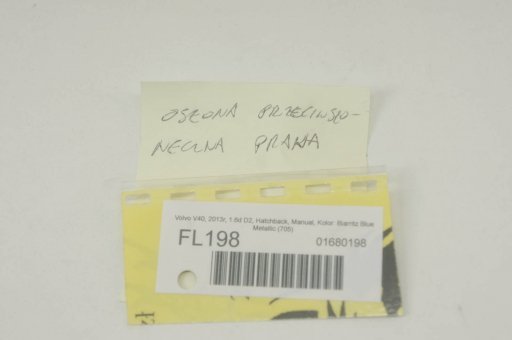 OSŁONA PRZECIWSŁO-
NECZNA PRAWA
Volvo V40, 2013r, 1.6d D2, Hatchback, Manual, Kolor: Biarritz Blue
Metallic (705)
FL198 01680198
zł